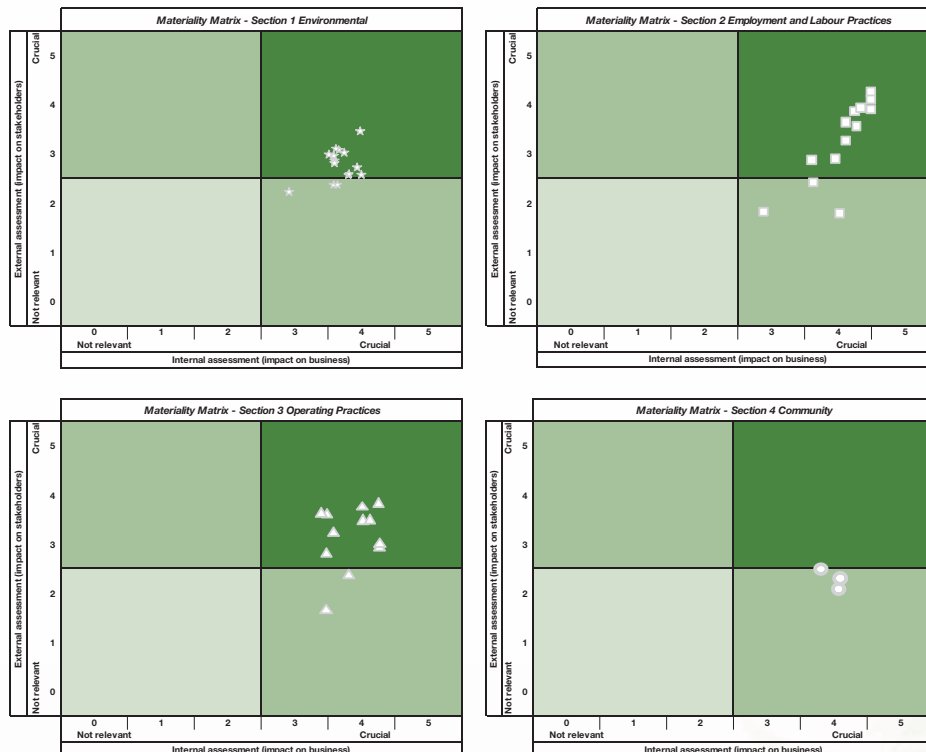 Materiality Matrix - Section 1 Environmental
External assessment (impact on stakeholders)
Crucial
Not relevant
5
4
3
2
1
0
0 1 2 3 4 5
Not relevant Crucial
Internal assessment (impact on business)
Materiality Matrix - Section 2 Employment and Labour Practices
External assessment (impact on stakeholders)
Crucial
Not relevant
5
4
3
2
1
0
0 1 2 3 4 5
Not relevant Crucial
Internal assessment (impact on business)
Materiality Matrix - Section 3 Operating Practices
External assessment (impact on stakeholders)
Crucial
Not relevant
5
4
3
2
1
0
0 1 2 3 4 5
Not relevant Crucial
Internal assessment (impact on business)
Materiality Matrix - Section 4 Community
External assessment (impact on stakeholders)
Crucial
Not relevant
5
4
3
2
1
0
0 1 2 3 4 5
Not relevant Crucial
Internal assessment (impact on business)